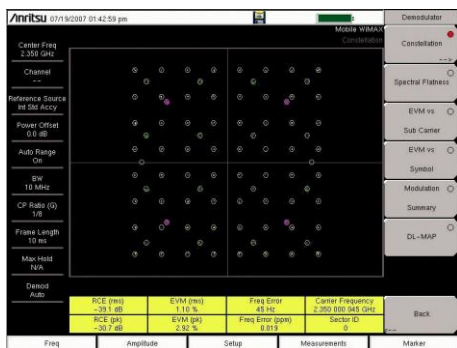 Anritsu 07/19/2007 01:42:59 pm
Mobile WiMAX
Constellation
Center Freq
2.350 GHz
Channel
--
Reference Source
Int Std Accy
Power Offset
0.0 dB
Auto Range
On
BW
10 MHz
CP Ratio (G)
1/8
Frame Length
10 ms
Max Hold
N/A
Demod
Auto
RCE (rms)
-39.1 dB
EVM (rms)
1.10 %
Freq Error
45 Hz
Carrier Frequency
2.350 000 045 GHz
RCE (pk)
-30.7 dB
EVM (pk)
2.92 %
Freq Error (ppm)
0.019
Sector ID
0
Demodulator
Constellation
-->
Spectral Flatness
EVM vs
Sub Carrier
EVM vs
Symbol
Modulation
Summary
DL-MAP
Back
<--
Freq
Amplitude
Setup
Measurements
Marker